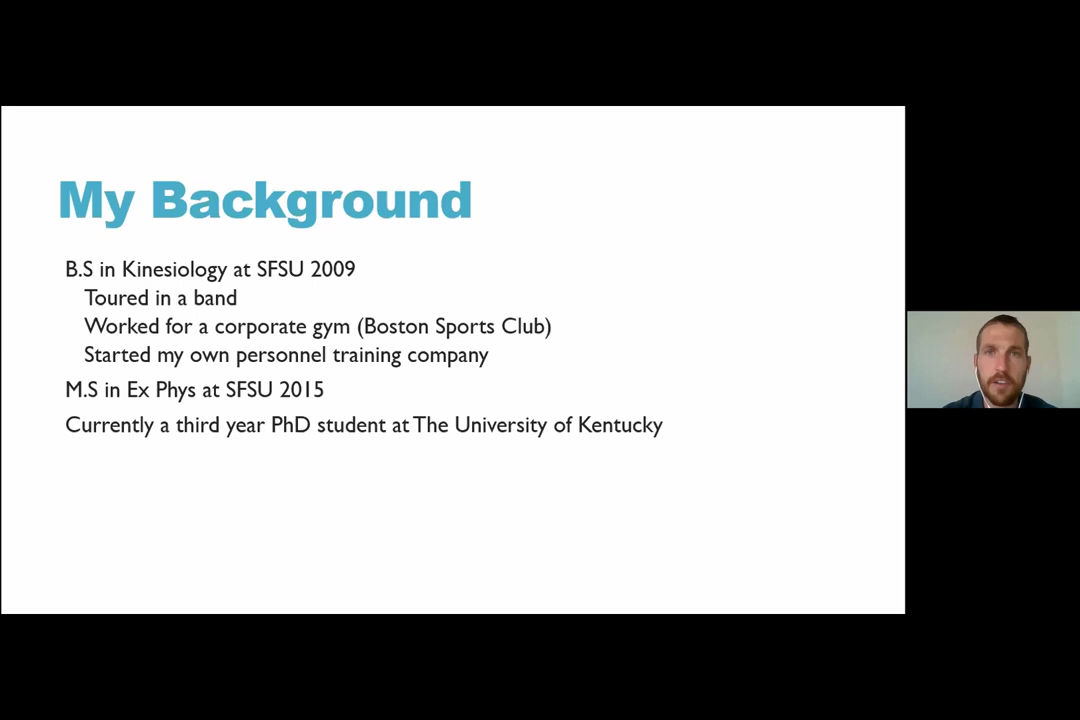 My Background
B.S in Kinesiology at SFSU 2009
Toured in a band
Worked for a corporate gym (Boston Sports Club)
Started my own personnel training company
M.S in Ex Phys at SFSU 2015
Currently a third year PhD student at The University of Kentucky